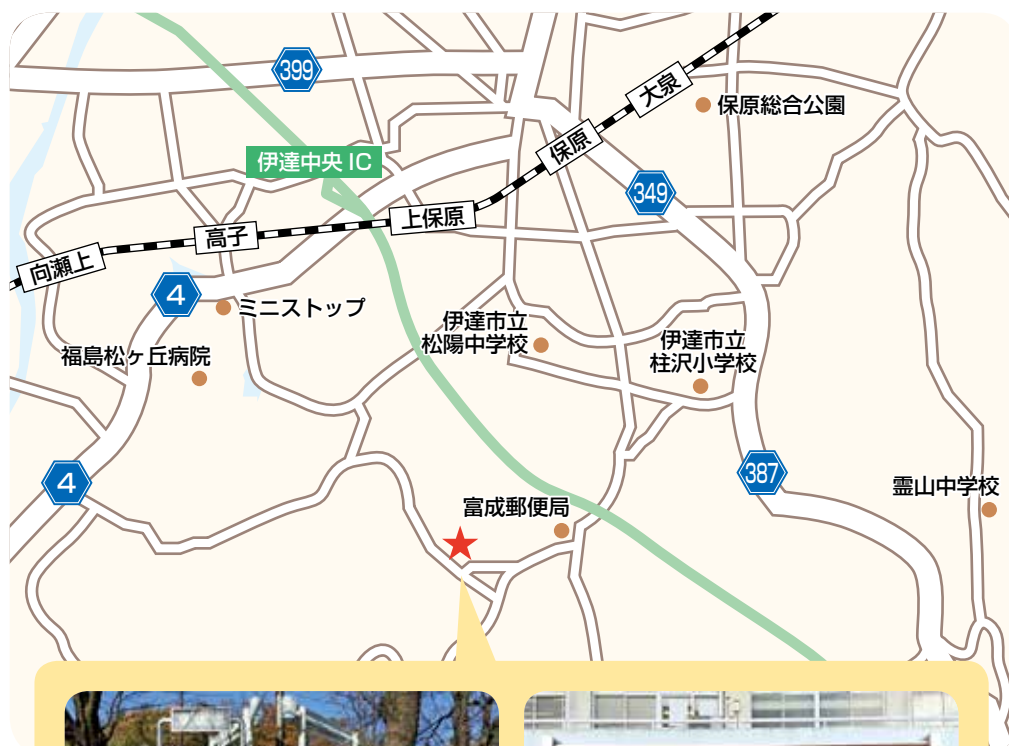 399
大泉
保原総合公園
保原
伊達中央 IC
349
上保原
高子
向瀬上
4
ミニストップ
伊達市立
松陽中学校
伊達市立
柱沢小学校
福島松ヶ丘病院
4
387
霊山中学校
富成郵便局